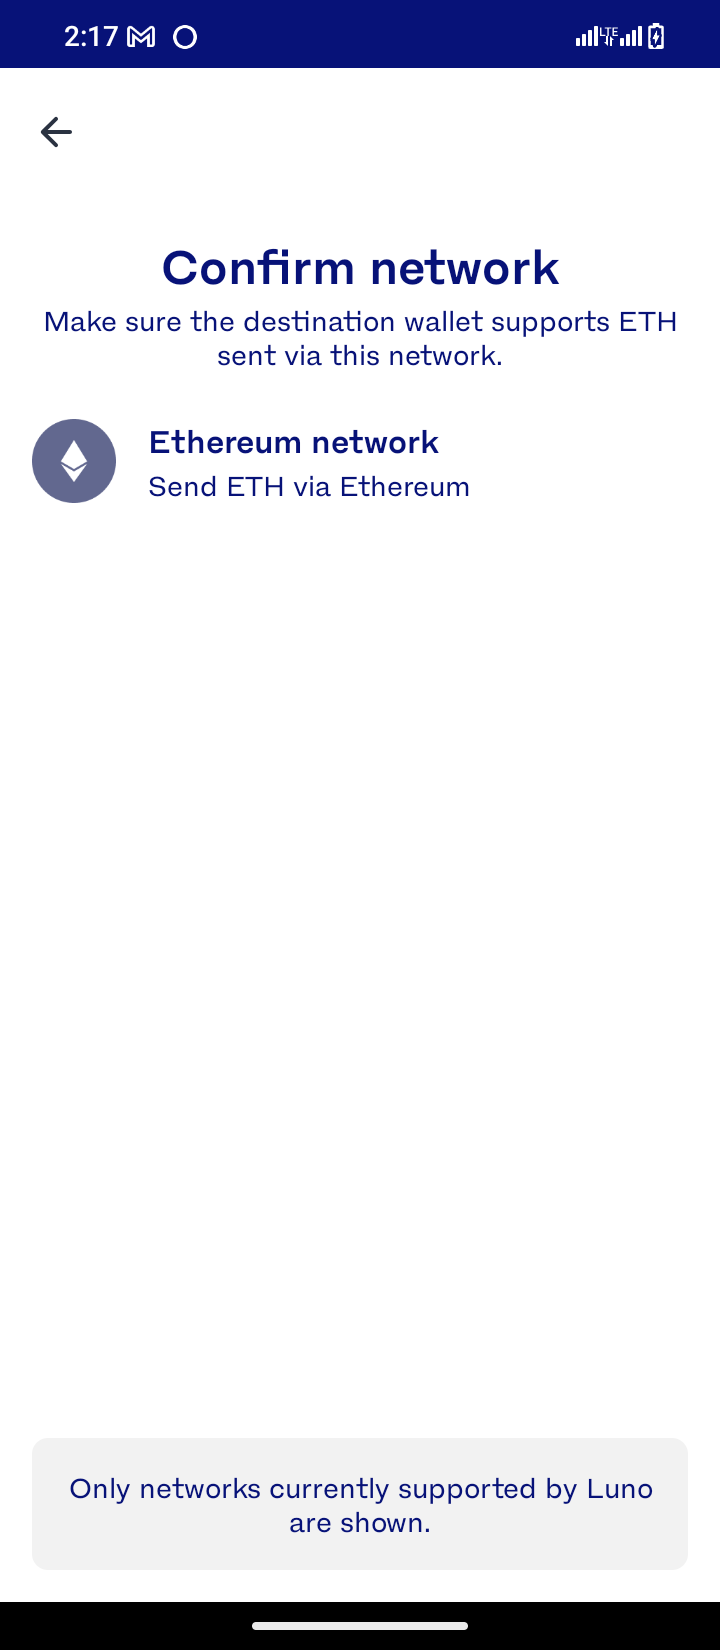 2:17
LTE
Confirm network
Make sure the destination wallet supports ETH
sent via this network.
Ethereum network
Send ETH via Ethereum
Only networks currently supported by Luno
are shown.